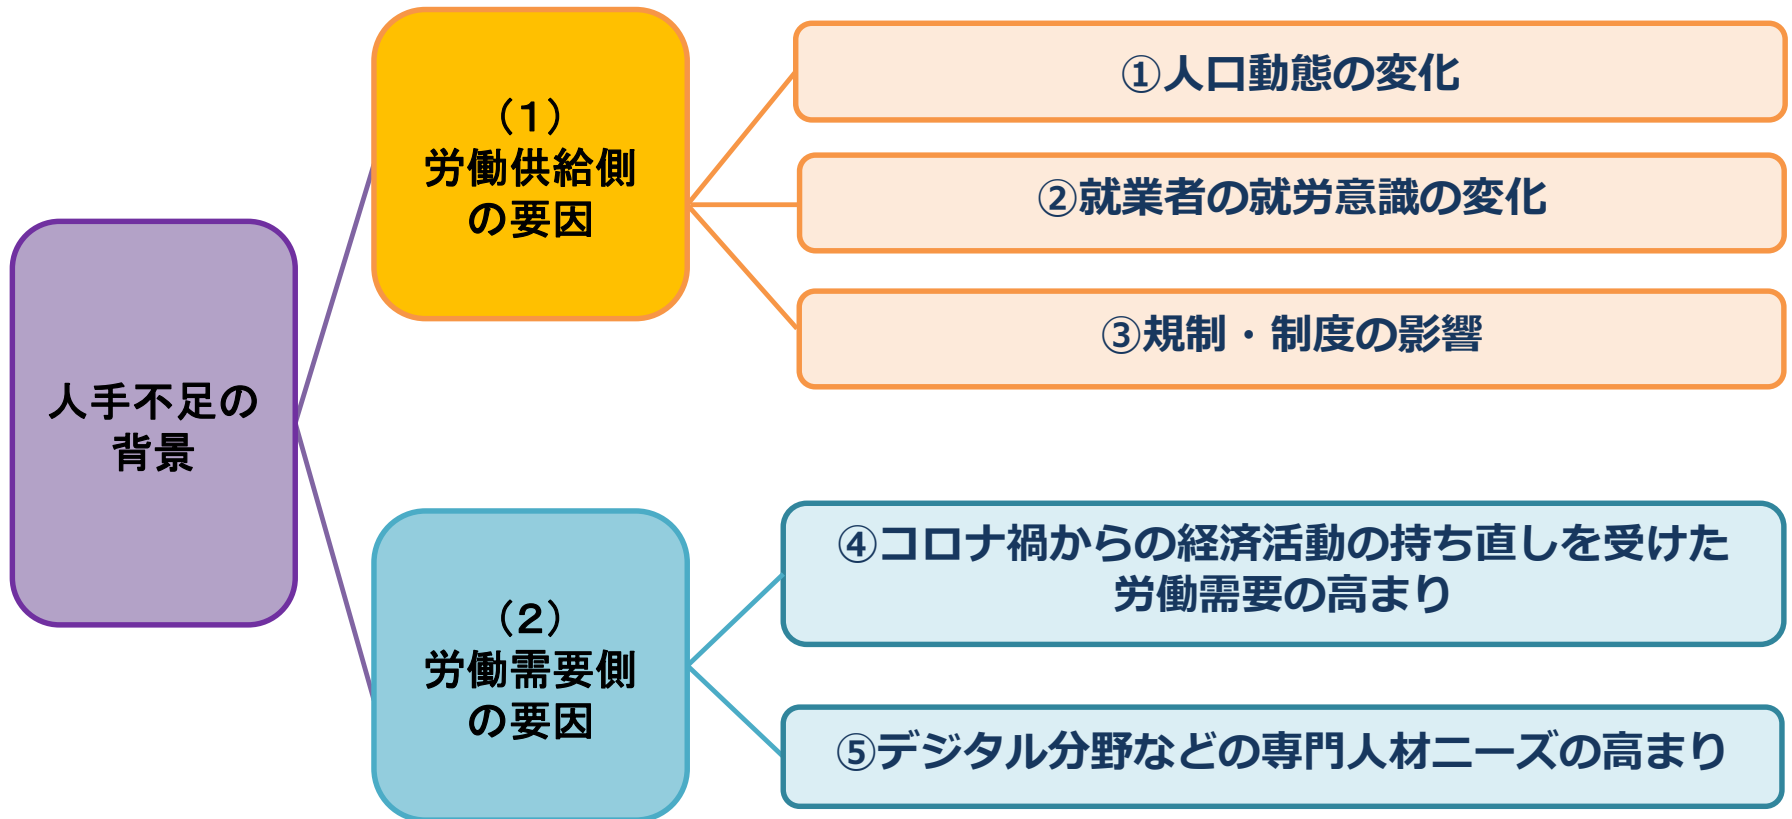 人手不足の
背景
（１）
労働供給側
の要因
①人口動態の変化
②就業者の就労意識の変化
③規制・制度の影響
（２）
労働需要側
の要因
④コロナ禍からの経済活動の持ち直しを受けた
労働需要の高まり
⑤デジタル分野などの専門人材ニーズの高まり